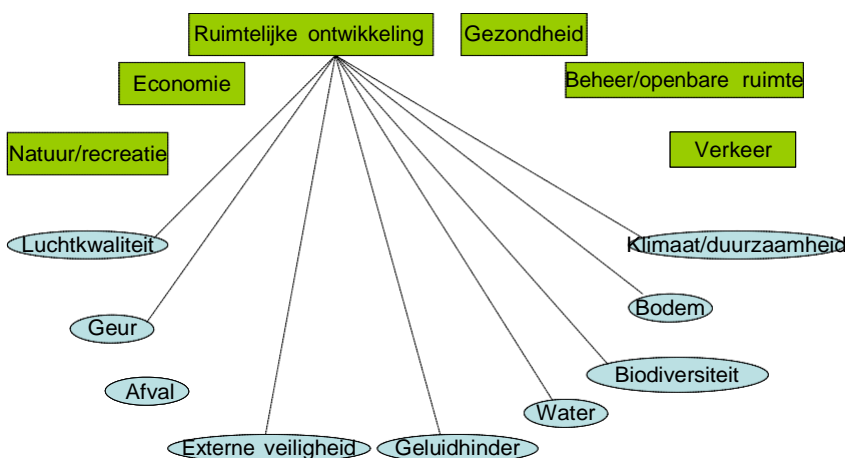 Ruimtelijke ontwikkeling
Gezondheid
Economie
Beheer/openbare ruimte
Natuur/recreatie
Verkeer
Luchtkwaliteit
Klimaat/duurzaamheid
Geur
Bodem
Afval
Biodiversiteit
Water
Externe veiligheid
Geluidhinder